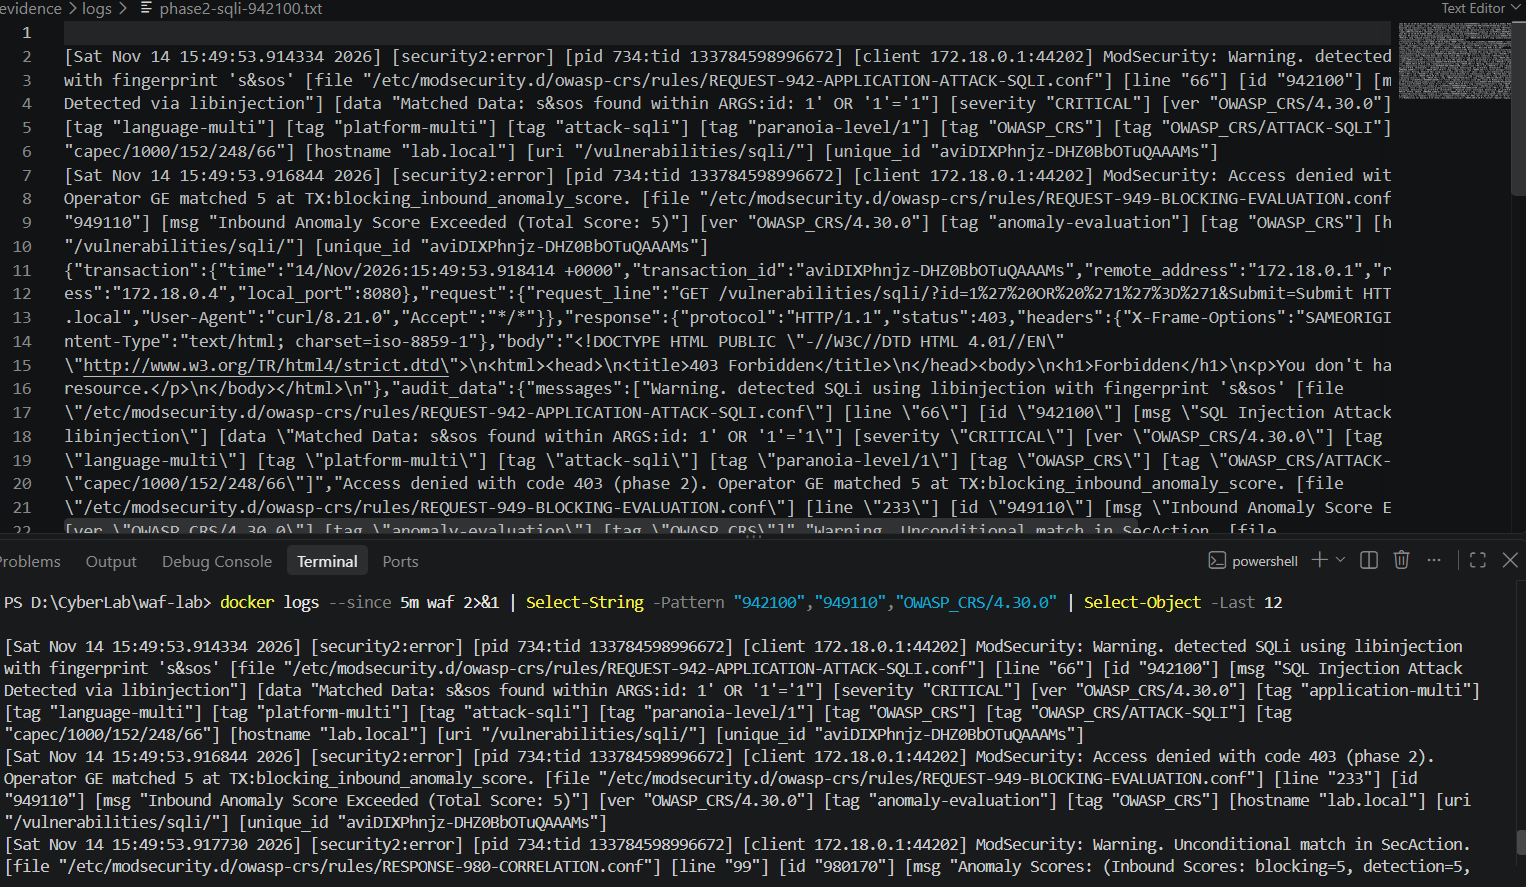 evidence > logs > phase2-sqli-942100.txt
Text Editor
1
2 [Sat Nov 14 15:49:53.914334 2026] [security2:error] [pid 734:tid 133784598996672] [client 172.18.0.1:44202] ModSecurity: Warning. detected
3 with fingerprint 's&sos' [file "/etc/modsecurity.d/owasp-crs/rules/REQUEST-942-APPLICATION-ATTACK-SQLI.conf"] [line "66"] [id "942100"] [m
4 Detected via libinjection"] [data "Matched Data: s&sos found within ARGS:id: 1' OR '1'='1"] [severity "CRITICAL"] [ver "OWASP_CRS/4.30.0"]
5 [tag "language-multi"] [tag "platform-multi"] [tag "attack-sqli"] [tag "paranoia-level/1"] [tag "OWASP_CRS"] [tag "OWASP_CRS/ATTACK-SQLI"]
6 "capec/1000/152/248/66"] [hostname "lab.local"] [uri "/vulnerabilities/sqli/"] [unique_id "aviDIXPhnjz-DHZ0BbOTuQAAAMs"]
7 [Sat Nov 14 15:49:53.916844 2026] [security2:error] [pid 734:tid 133784598996672] [client 172.18.0.1:44202] ModSecurity: Access denied wit
8 Operator GE matched 5 at TX:blocking_inbound_anomaly_score. [file "/etc/modsecurity.d/owasp-crs/rules/REQUEST-949-BLOCKING-EVALUATION.conf
9 "949110"] [msg "Inbound Anomaly Score Exceeded (Total Score: 5)"] [ver "OWASP_CRS/4.30.0"] [tag "anomaly-evaluation"] [tag "OWASP_CRS"] [h
10 "/vulnerabilities/sqli/"] [unique_id "aviDIXPhnjz-DHZ0BbOTuQAAAMs"]
11 {"transaction":{"time":"14/Nov/2026:15:49:53.918414 +0000","transaction_id":"aviDIXPhnjz-DHZ0BbOTuQAAAMs","remote_address":"172.18.0.1","r
12 ess":"172.18.0.4","local_port":8080},"request":{"request_line":"GET /vulnerabilities/sqli/?id=1%27%20OR%20%271%27%3D%271&Submit=Submit HTT
13 .local","User-Agent":"curl/8.21.0","Accept":"*/*"}},"response":{"protocol":"HTTP/1.1","status":403,"headers":{"X-Frame-Options":"SAMEORIGI
14 ntent-Type":"text/html; charset=iso-8859-1"},"body":"<!DOCTYPE HTML PUBLIC \"-//W3C//DTD HTML 4.01//EN\"
15 \"http://www.w3.org/TR/html4/strict.dtd\">\n<html><head>\n<title>403 Forbidden</title>\n</head><body>\n<h1>Forbidden</h1>\n<p>You don't ha
16 resource.</p>\n</body></html>\n"},"audit_data":{"messages":["Warning. detected SQLi using libinjection with fingerprint 's&sos' [file
17 \"/etc/modsecurity.d/owasp-crs/rules/REQUEST-942-APPLICATION-ATTACK-SQLI.conf\"] [line \"66\"] [id \"942100\"] [msg \"SQL Injection Attack
18 libinjection\"] [data \"Matched Data: s&sos found within ARGS:id: 1' OR '1'='1\"] [severity \"CRITICAL\"] [ver \"OWASP_CRS/4.30.0\"] [tag
19 \"language-multi\"] [tag \"platform-multi\"] [tag \"attack-sqli\"] [tag \"paranoia-level/1\"] [tag \"OWASP_CRS\"] [tag \"OWASP_CRS/ATTACK-
20 \"capec/1000/152/248/66\"]","Access denied with code 403 (phase 2). Operator GE matched 5 at TX:blocking_inbound_anomaly_score. [file
21 \"/etc/modsecurity.d/owasp-crs/rules/REQUEST-949-BLOCKING-EVALUATION.conf\"] [line \"233\"] [id \"949110\"] [msg \"Inbound Anomaly Score E
22 [ver \"OWASP_CRS/4.30.0\"] [tag \"anomaly-evaluation\"] [tag \"OWASP_CRS\"]","Warning. Unconditional match in SecAction. [file
Problems Output Debug Console Terminal Ports
powershell
PS D:\CyberLab\waf-lab> docker logs --since 5m waf 2>&1 | Select-String -Pattern "942100","949110","OWASP_CRS/4.30.0" | Select-Object -Last 12
[Sat Nov 14 15:49:53.914334 2026] [security2:error] [pid 734:tid 133784598996672] [client 172.18.0.1:44202] ModSecurity: Warning. detected SQLi using libinjection
with fingerprint 's&sos' [file "/etc/modsecurity.d/owasp-crs/rules/REQUEST-942-APPLICATION-ATTACK-SQLI.conf"] [line "66"] [id "942100"] [msg "SQL Injection Attack
Detected via libinjection"] [data "Matched Data: s&sos found within ARGS:id: 1' OR '1'='1"] [severity "CRITICAL"] [ver "OWASP_CRS/4.30.0"] [tag "application-multi"]
[tag "language-multi"] [tag "platform-multi"] [tag "attack-sqli"] [tag "paranoia-level/1"] [tag "OWASP_CRS"] [tag "OWASP_CRS/ATTACK-SQLI"] [tag
"capec/1000/152/248/66"] [hostname "lab.local"] [uri "/vulnerabilities/sqli/"] [unique_id "aviDIXPhnjz-DHZ0BbOTuQAAAMs"]
[Sat Nov 14 15:49:53.916844 2026] [security2:error] [pid 734:tid 133784598996672] [client 172.18.0.1:44202] ModSecurity: Access denied with code 403 (phase 2).
Operator GE matched 5 at TX:blocking_inbound_anomaly_score. [file "/etc/modsecurity.d/owasp-crs/rules/REQUEST-949-BLOCKING-EVALUATION.conf"] [line "233"] [id
"949110"] [msg "Inbound Anomaly Score Exceeded (Total Score: 5)"] [ver "OWASP_CRS/4.30.0"] [tag "anomaly-evaluation"] [tag "OWASP_CRS"] [hostname "lab.local"] [uri
"/vulnerabilities/sqli/"] [unique_id "aviDIXPhnjz-DHZ0BbOTuQAAAMs"]
[Sat Nov 14 15:49:53.917730 2026] [security2:error] [pid 734:tid 133784598996672] [client 172.18.0.1:44202] ModSecurity: Warning. Unconditional match in SecAction.
[file "/etc/modsecurity.d/owasp-crs/rules/RESPONSE-980-CORRELATION.conf"] [line "99"] [id "980170"] [msg "Anomaly Scores: (Inbound Scores: blocking=5, detection=5,